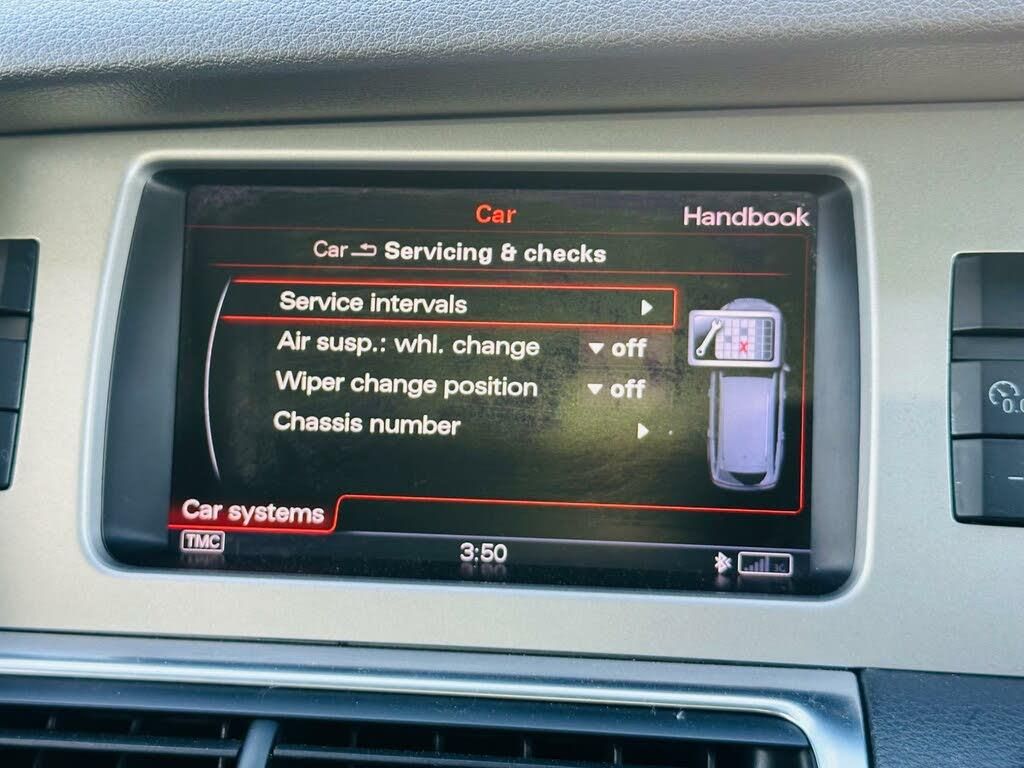 Car
Handbook
Car Servicing & checks
Service intervals
Air susp.: whl. change off
Wiper change position off
Chassis number
Car systems
TMC
3:50
3G